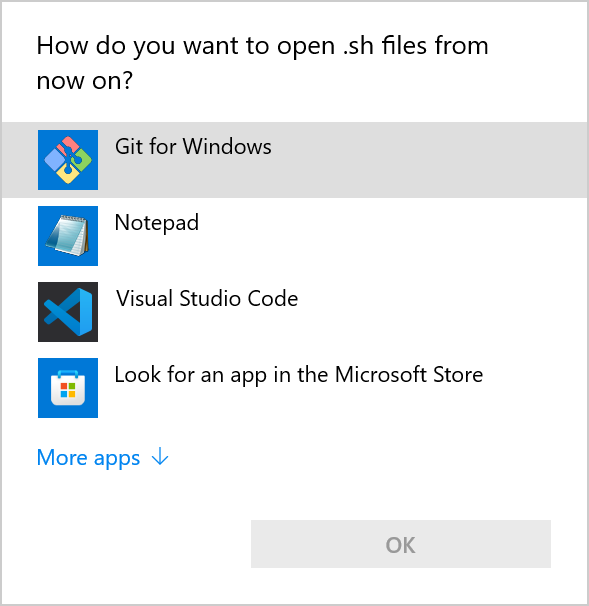 How do you want to open .sh files from
now on?
Git for Windows
Notepad
Visual Studio Code
Look for an app in the Microsoft Store
More apps ↓
OK